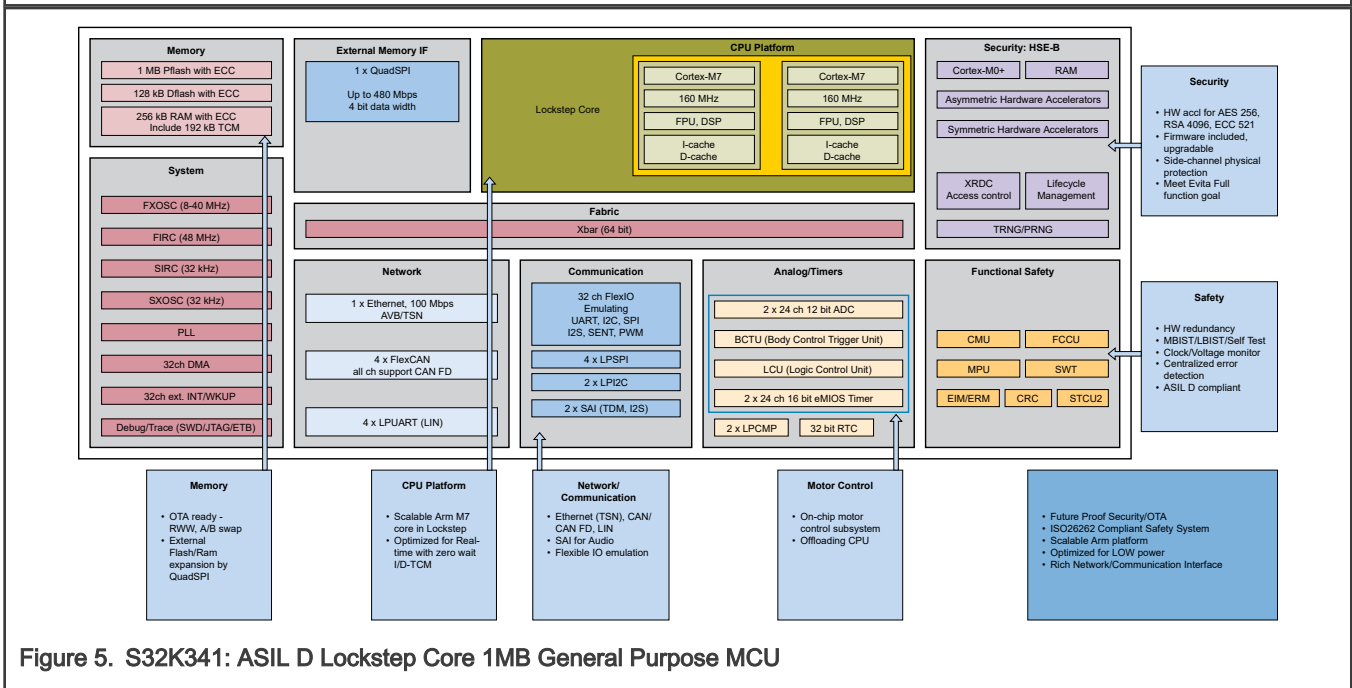 Memory
1 MB Pflash with ECC
128 kB Dflash with ECC
256 kB RAM with ECC
Include 192 kB TCM
System
FXOSC (8-40 MHz)
FIRC (48 MHz)
SIRC (32 kHz)
SXOSC (32 kHz)
PLL
32ch DMA
32ch ext. INT/WKUP
Debug/Trace (SWD/JTAG/ETB)
External Memory IF
1 x QuadSPI
Up to 480 Mbps
4 bit data width
CPU Platform
Lockstep Core
Cortex-M7
160 MHz
FPU, DSP
I-cache
D-cache
Cortex-M7
160 MHz
FPU, DSP
I-cache
D-cache
Fabric
Xbar (64 bit)
Network
1 x Ethernet, 100 Mbps
AVB/TSN
4 x FlexCAN
all ch support CAN FD
4 x LPUART (LIN)
Communication
32 ch FlexIO
Emulating
UART, I2C, SPI
I2S, SENT, PWM
4 x LPSPI
2 x LPI2C
2 x SAI (TDM, I2S)
Analog/Timers
2 x 24 ch 12 bit ADC
BCTU (Body Control Trigger Unit)
LCU (Logic Control Unit)
2 x 24 ch 16 bit eMIOS Timer
2 x LPCMP
32 bit RTC
Security: HSE-B
Cortex-M0+
RAM
Asymmetric Hardware Accelerators
Symmetric Hardware Accelerators
XRDC
Access control
Lifecycle
Management
TRNG/PRNG
Functional Safety
CMU
FCCU
MPU
SWT
EIM/ERM
CRC
STCU2
Security
• HW accl for AES 256,
RSA 4096, ECC 521
• Firmware included,
upgradable
• Side-channel physical
protection
• Meet Evita Full
function goal
Safety
• HW redundancy
• MBIST/LBIST/Self Test
• Clock/Voltage monitor
• Centralized error
detection
• ASIL D compliant
Memory
• OTA ready -
RWW, A/B swap
• External
Flash/Ram
expansion by
QuadSPI
CPU Platform
• Scalable Arm M7
core in Lockstep
• Optimized for Real-
time with zero wait
I/D-TCM
Network/
Communication
• Ethernet (TSN), CAN/
CAN FD, LIN
• SAI for Audio
• Flexible IO emulation
Motor Control
• On-chip motor
control subsystem
• Offloading CPU
• Future Proof Security/OTA
• ISO26262 Compliant Safety System
• Scalable Arm platform
• Optimized for LOW power
• Rich Network/Communication Interface
Figure 5. S32K341: ASIL D Lockstep Core 1MB General Purpose MCU